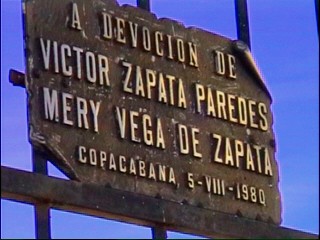 A DEVOCION DE
VICTOR ZAPATA PAREDES
MERY VEGA DE ZAPATA
COPACABANA, 5-VIII-1980